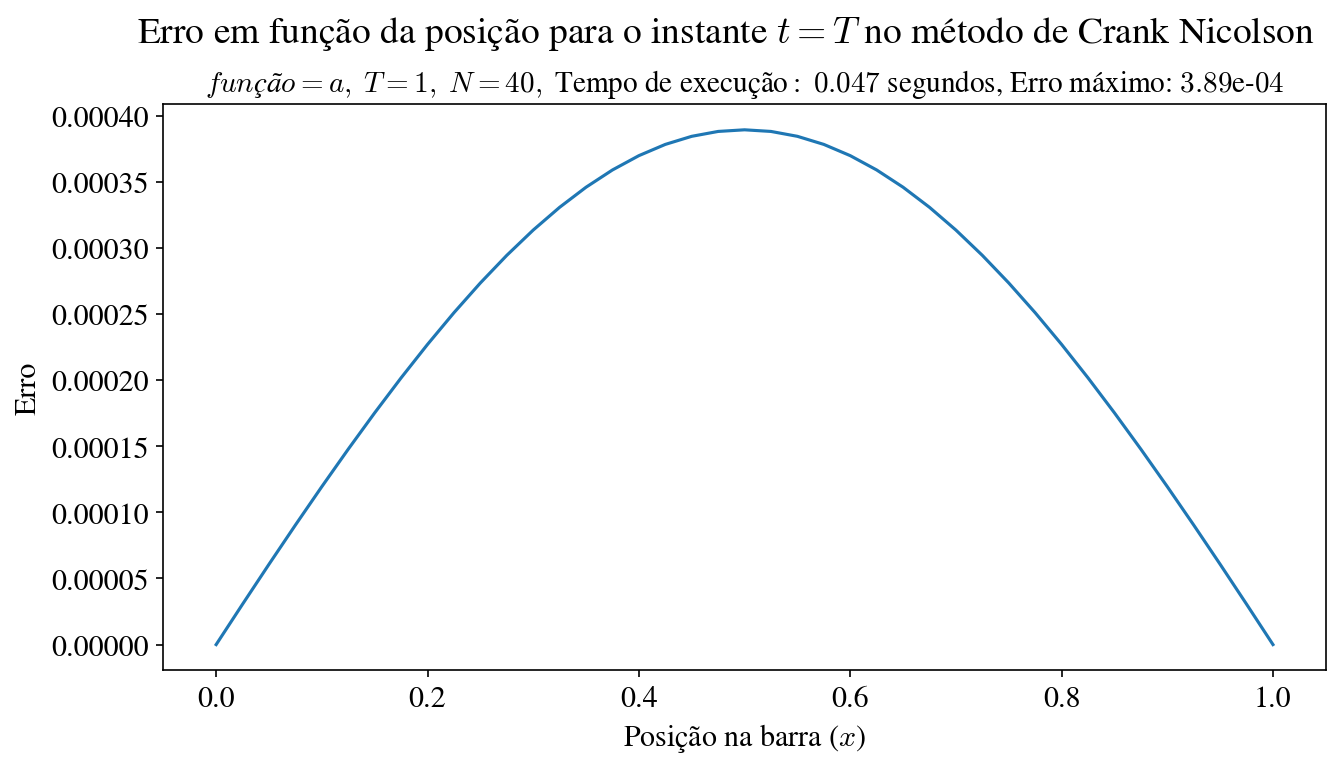 Erro em função da posição para o instante t = T no método de Crank Nicolson
função = a, T = 1, N = 40, Tempo de execução : 0.047 segundos, Erro máximo: 3.89e-04
0.00040
0.00035
0.00030
0.00025
0.00020
0.00015
0.00010
0.00005
0.00000
Erro
0.0 0.2 0.4 0.6 0.8 1.0
Posição na barra (x)